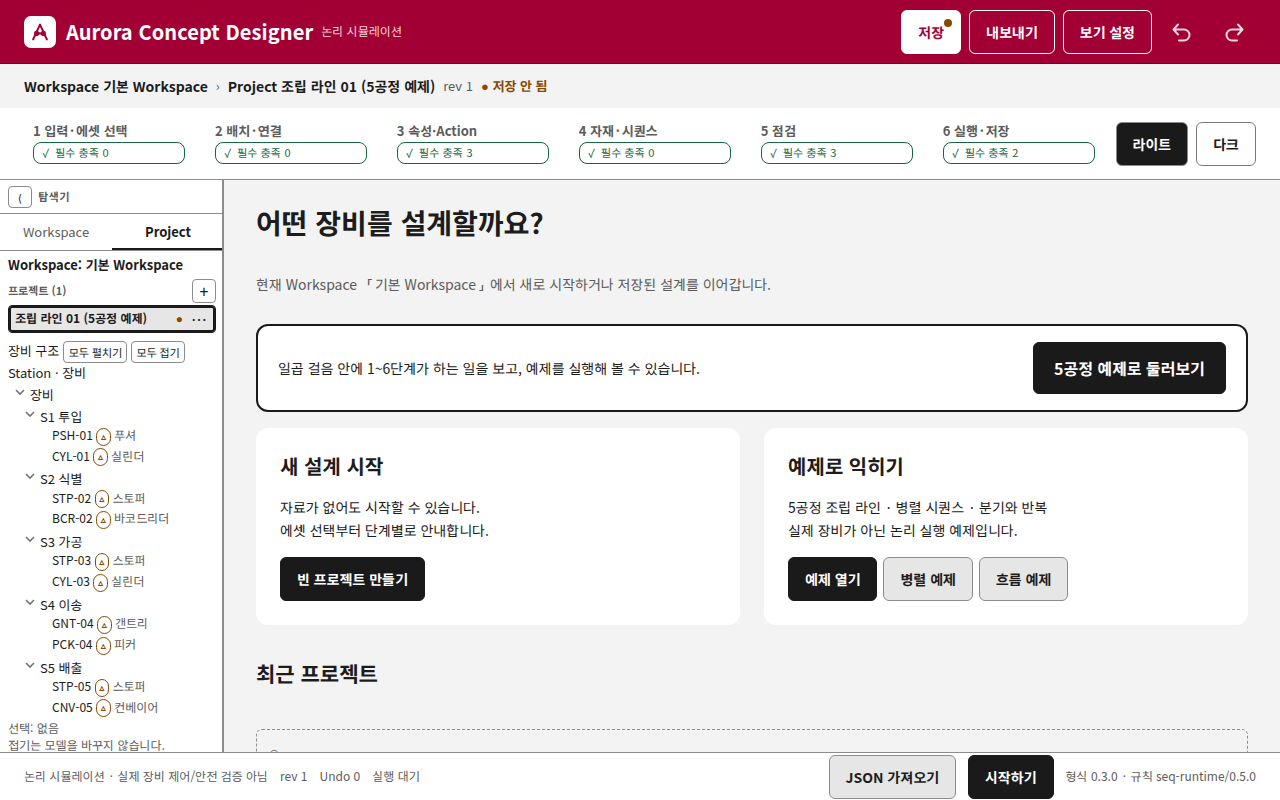 Aurora Concept Designer 논리 시뮬레이션
저장 내보내기 보기 설정
Workspace 기본 Workspace › Project 조립 라인 01 (5공정 예제) rev 1 ● 저장 안 됨
1 입력·에셋 선택
✓ 필수 충족 0
2 배치·연결
✓ 필수 충족 0
3 속성·Action
✓ 필수 충족 3
4 자재·시퀀스
✓ 필수 충족 0
5 점검
✓ 필수 충족 3
6 실행·저장
✓ 필수 충족 2
라이트 다크
⟨ 탐색기
Workspace Project
Workspace: 기본 Workspace
프로젝트 (1) +
조립 라인 01 (5공정 예제) ● ···
장비 구조 모두 펼치기 모두 접기
Station · 장비
장비
S1 투입
PSH-01 푸셔
CYL-01 실린더
S2 식별
STP-02 스토퍼
BCR-02 바코드리더
S3 가공
STP-03 스토퍼
CYL-03 실린더
S4 이송
GNT-04 갠트리
PCK-04 피커
S5 배출
STP-05 스토퍼
CNV-05 컨베이어
선택: 없음
접기는 모델을 바꾸지 않습니다.
어떤 장비를 설계할까요?
현재 Workspace 「기본 Workspace」에서 새로 시작하거나 저장된 설계를 이어갑니다.
일곱 걸음 안에 1~6단계가 하는 일을 보고, 예제를 실행해 볼 수 있습니다.
5공정 예제로 둘러보기
새 설계 시작
자료가 없어도 시작할 수 있습니다.
에셋 선택부터 단계별로 안내합니다.
빈 프로젝트 만들기
예제로 익히기
5공정 조립 라인 · 병렬 시퀀스 · 분기와 반복
실제 장비가 아닌 논리 실행 예제입니다.
예제 열기 병렬 예제 흐름 예제
최근 프로젝트
논리 시뮬레이션 · 실제 장비 제어/안전 검증 아님 rev 1 Undo 0 실행 대기
JSON 가져오기 시작하기 형식 0.3.0 · 규칙 seq-runtime/0.5.0